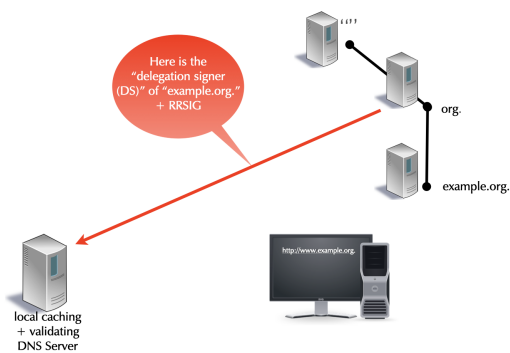 “”
Here is the
“delegation signer
(DS)” of “example.org.”
+ RRSIG
org.
example.org.
http://www.example.org.
local caching
+ validating
DNS Server